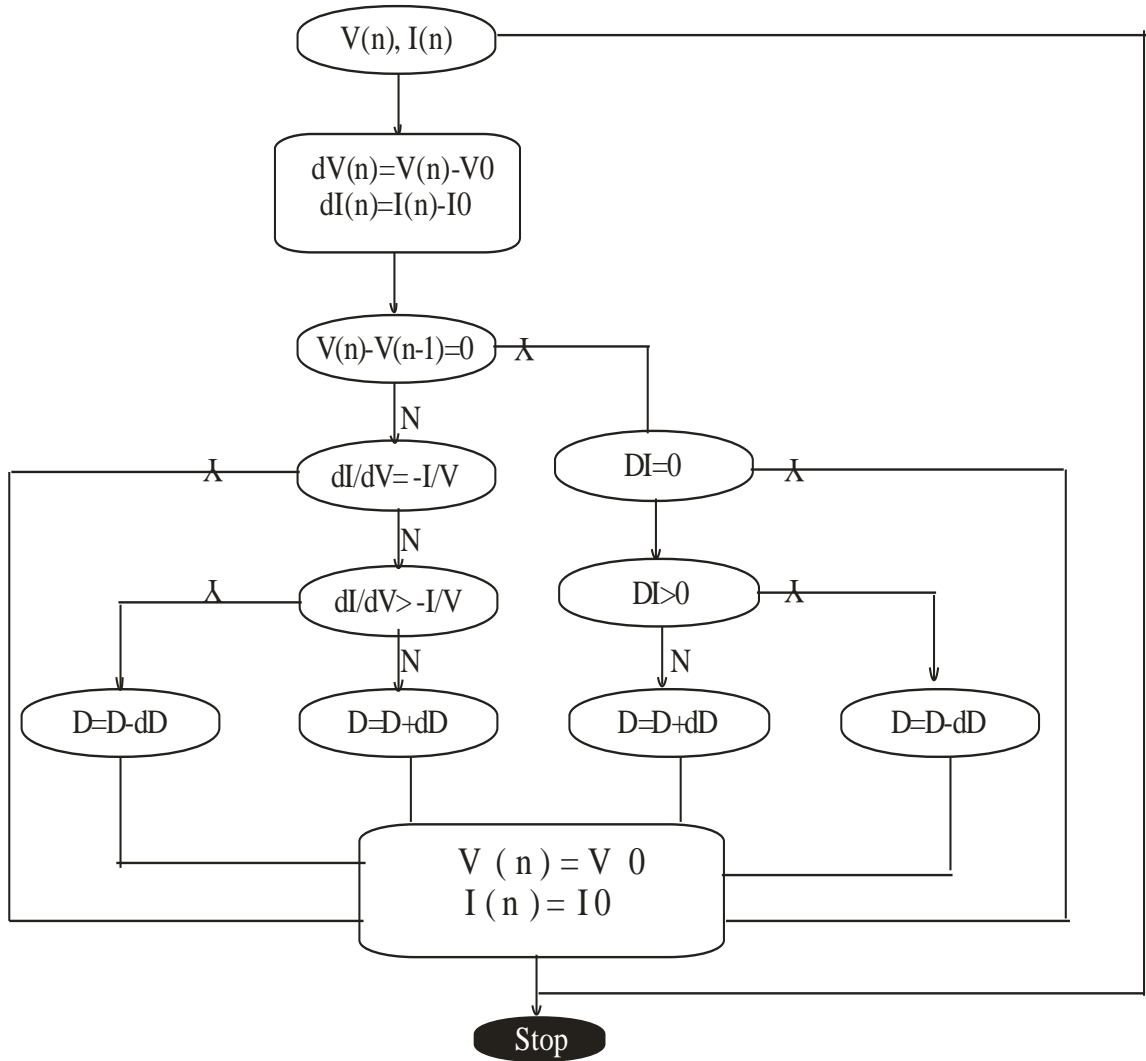 V(n), I(n)
dV(n)=V(n)-V0
dI(n)=I(n)-I0
V(n)-V(n-1)=0
Y
N
dI/dV= -I/V
Y
DI=0
Y
N
dI/dV> -I/V
Y
DI>0
Y
N
N
D=D-dD
D=D+dD
D=D+dD
D=D-dD
V (n) = V 0
I (n) = I0
Stop